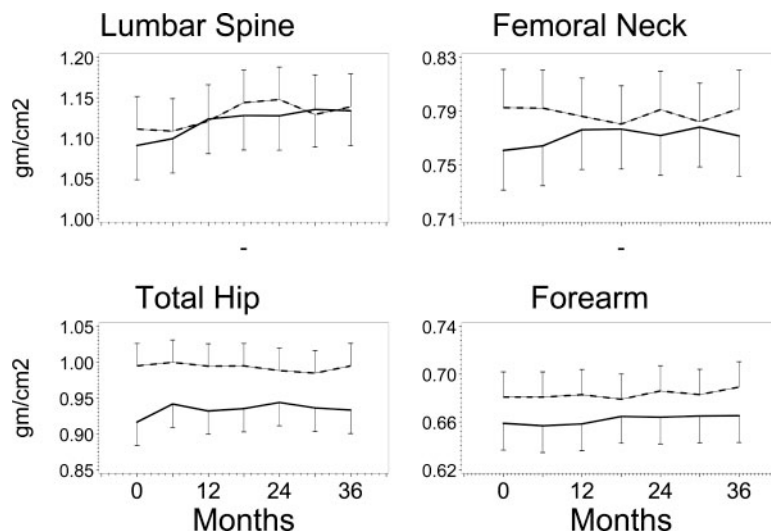 Lumbar Spine
Femoral Neck
gm/cm2
1.20
1.15
1.10
1.05
1.00
0.83
0.79
0.75
0.71
-
-
Total Hip
Forearm
gm/cm2
1.05
1.00
0.95
0.90
0.85
0 12 24 36
Months
0.74
0.70
0.66
0.62
0 12 24 36
Months